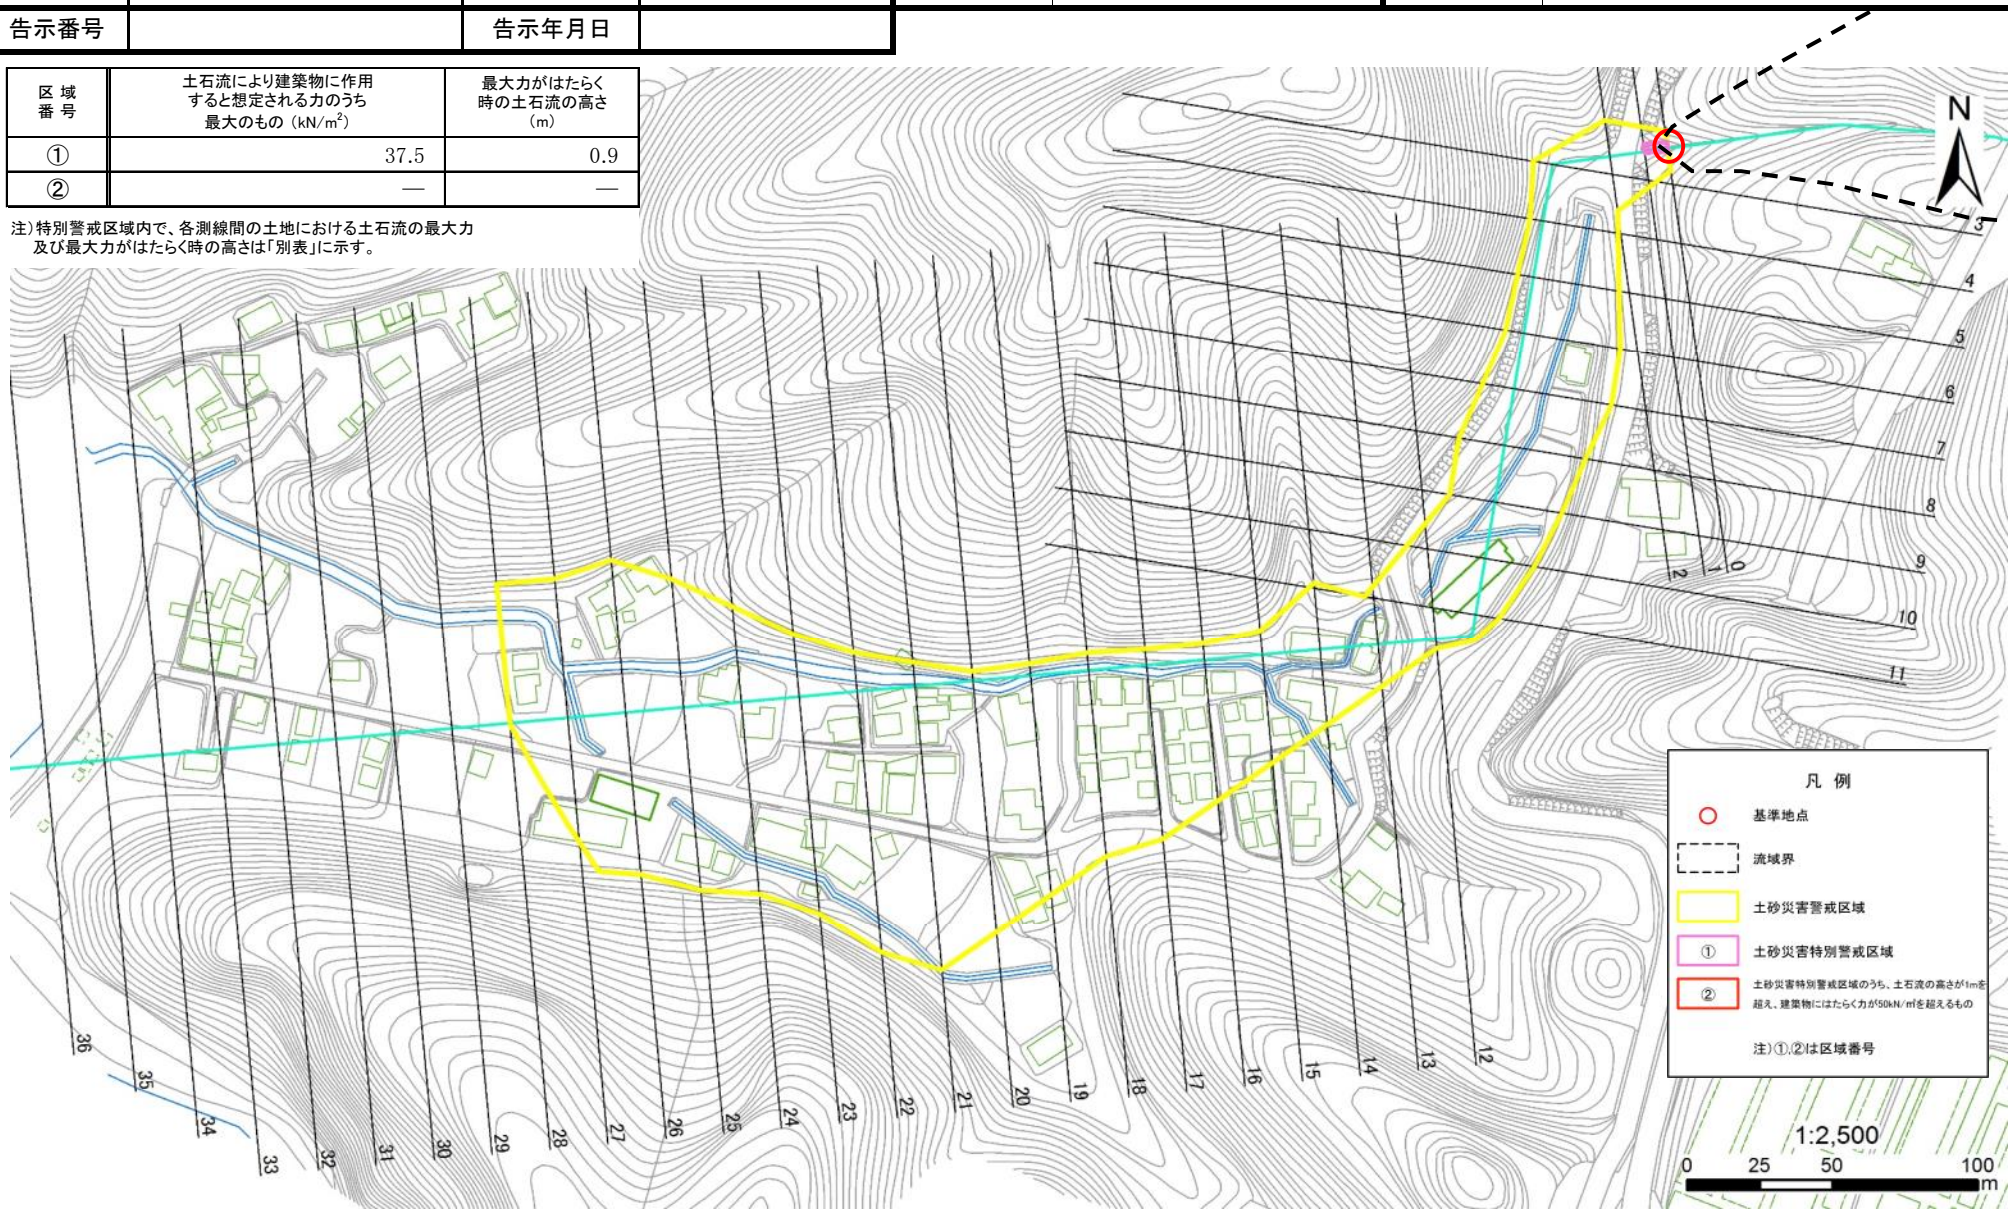 告示番号 告示年月日
区域番号 土石流により建築物に作用すると想定される力のうち最大のもの（kN/m²） 最大力がはたらく時の土石流の高さ（m）
① 37.5 0.9
② — —
注）特別警戒区域内で、各測線間の土地における土石流の最大力
及び最大力がはたらく時の高さは「別表」に示す。
N
3
4
5
6
7
8
9
10
11
2 1 0
36 35 34 33 32 31 30 29 28 27 26 25 24 23 22 21 20 19 18 17 16 15 14 13 12
凡例
基準地点
流域界
土砂災害警戒区域
① 土砂災害特別警戒区域
② 土砂災害特別警戒区域のうち、土石流の高さが1mを
超え、建築物にはたらく力が50kN/㎡を超えるもの
注）①,②は区域番号
1:2,500
0 25 50 100
m